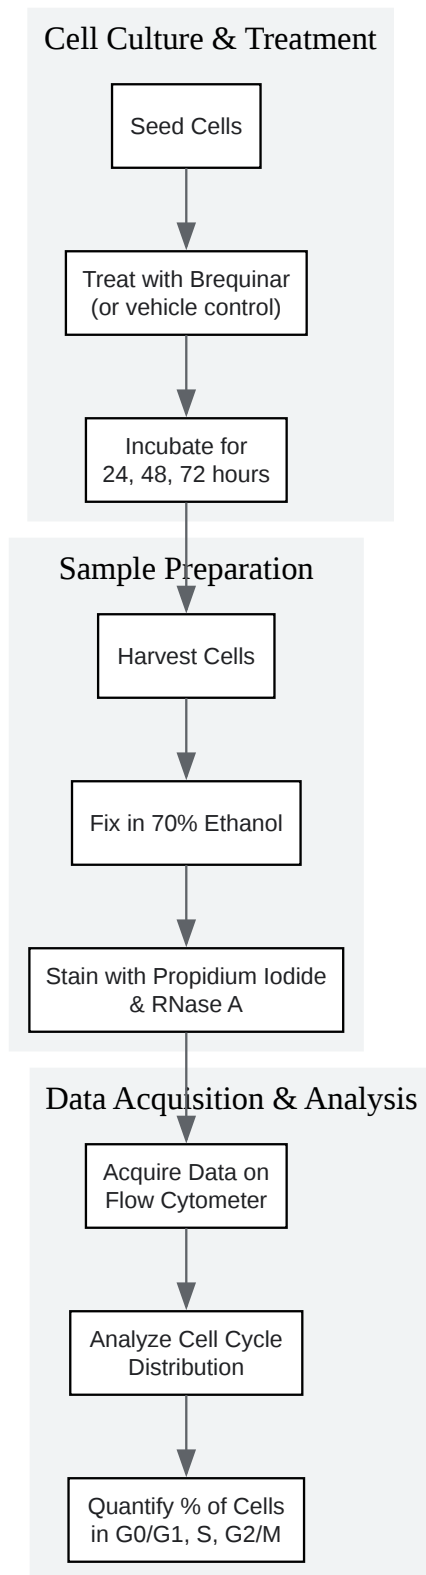 Cell Culture & Treatment
Seed Cells
Treat with Brequinar
(or vehicle control)
Incubate for
24, 48, 72 hours
Sample Preparation
Harvest Cells
Fix in 70% Ethanol
Stain with Propidium Iodide
& RNase A
Data Acquisition & Analysis
Acquire Data on
Flow Cytometer
Analyze Cell Cycle
Distribution
Quantify % of Cells
in G0/G1, S, G2/M